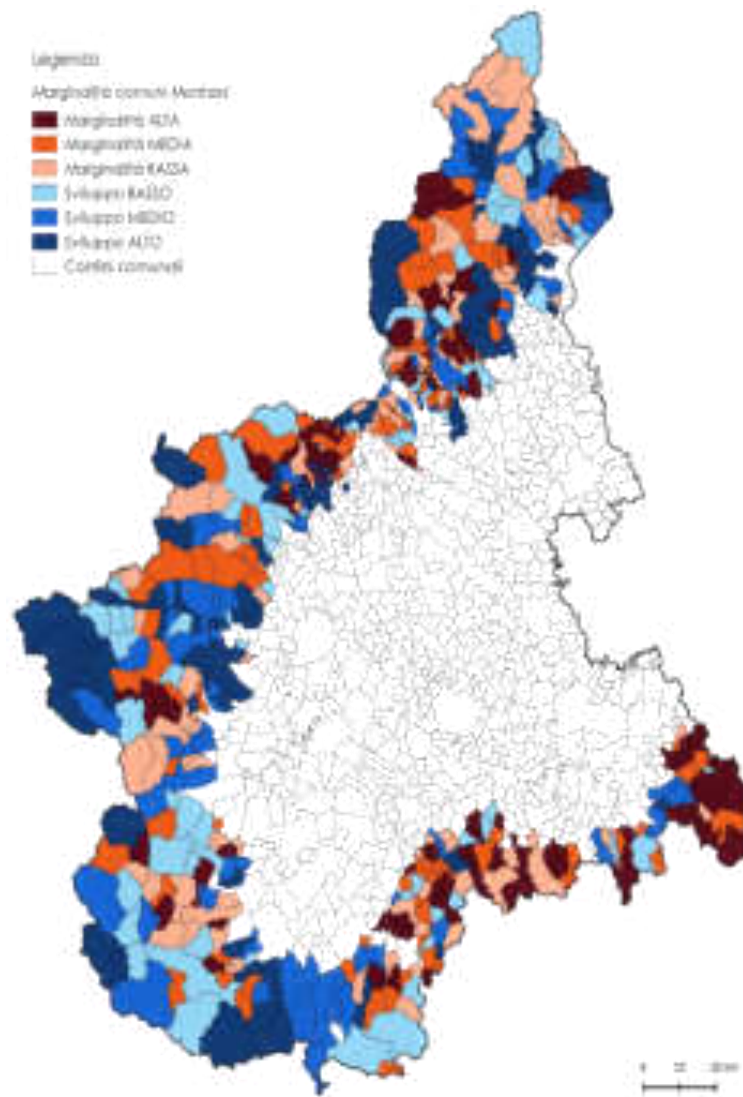 Legenda
Marginalità comuni Montani
Marginalità ALTA
Marginalità MEDIA
Marginalità BASSA
Sviluppo BASSO
Sviluppo MEDIO
Sviluppo ALTO
Confini comunali